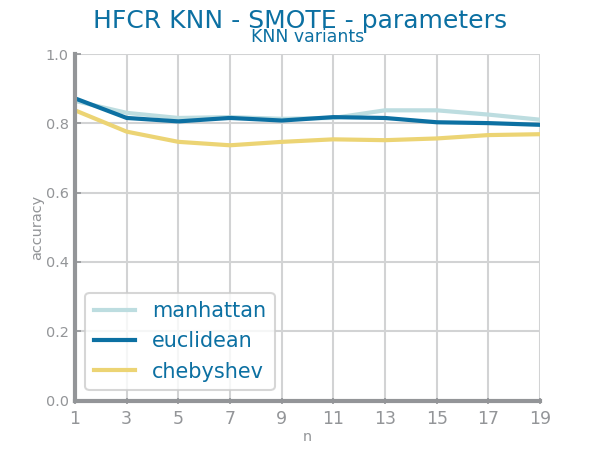 HFCR KNN - SMOTE - parameters
KNN variants
1.0
0.8
0.6
0.4
0.2
0.0
accuracy
manhattan
euclidean
chebyshev
1 3 5 7 9 11 13 15 17 19
n